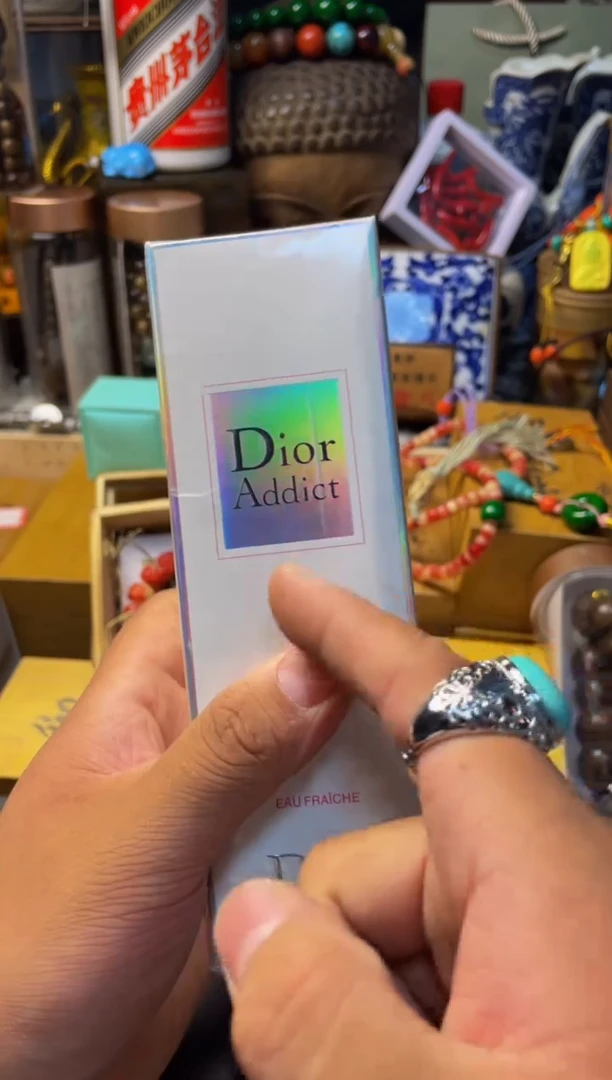 贵州茅台
Dior
Addict
EAU FRAÎCHE